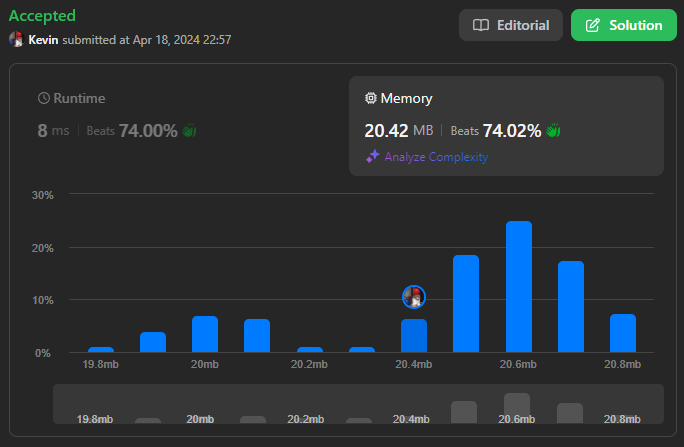 Accepted
Editorial
Solution
Kevin submitted at Apr 18, 2024 22:57
Runtime
8 ms | Beats 74.00%
Memory
20.42 MB | Beats 74.02%
Analyze Complexity
30%
20%
10%
0%
19.8mb 20mb 20.2mb 20.4mb 20.6mb 20.8mb
19.8mb 20mb 20.2mb 20.4mb 20.6mb 20.8mb